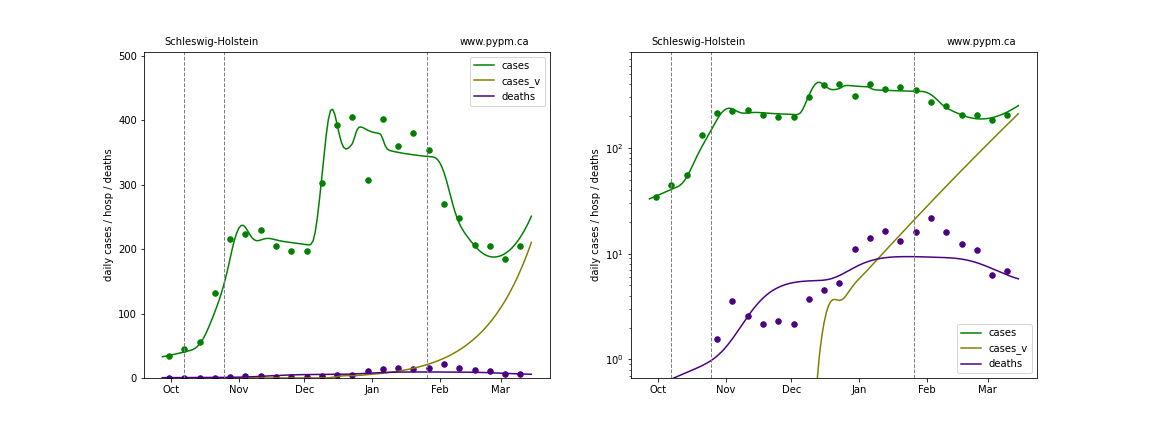 Schleswig-Holstein www.pypm.ca
500
400
300
200
100
0
daily cases / hosp / deaths
Oct Nov Dec Jan Feb Mar
cases
cases_v
deaths
Schleswig-Holstein www.pypm.ca
10²
10¹
10⁰
daily cases / hosp / deaths
Oct Nov Dec Jan Feb Mar
cases
cases_v
deaths